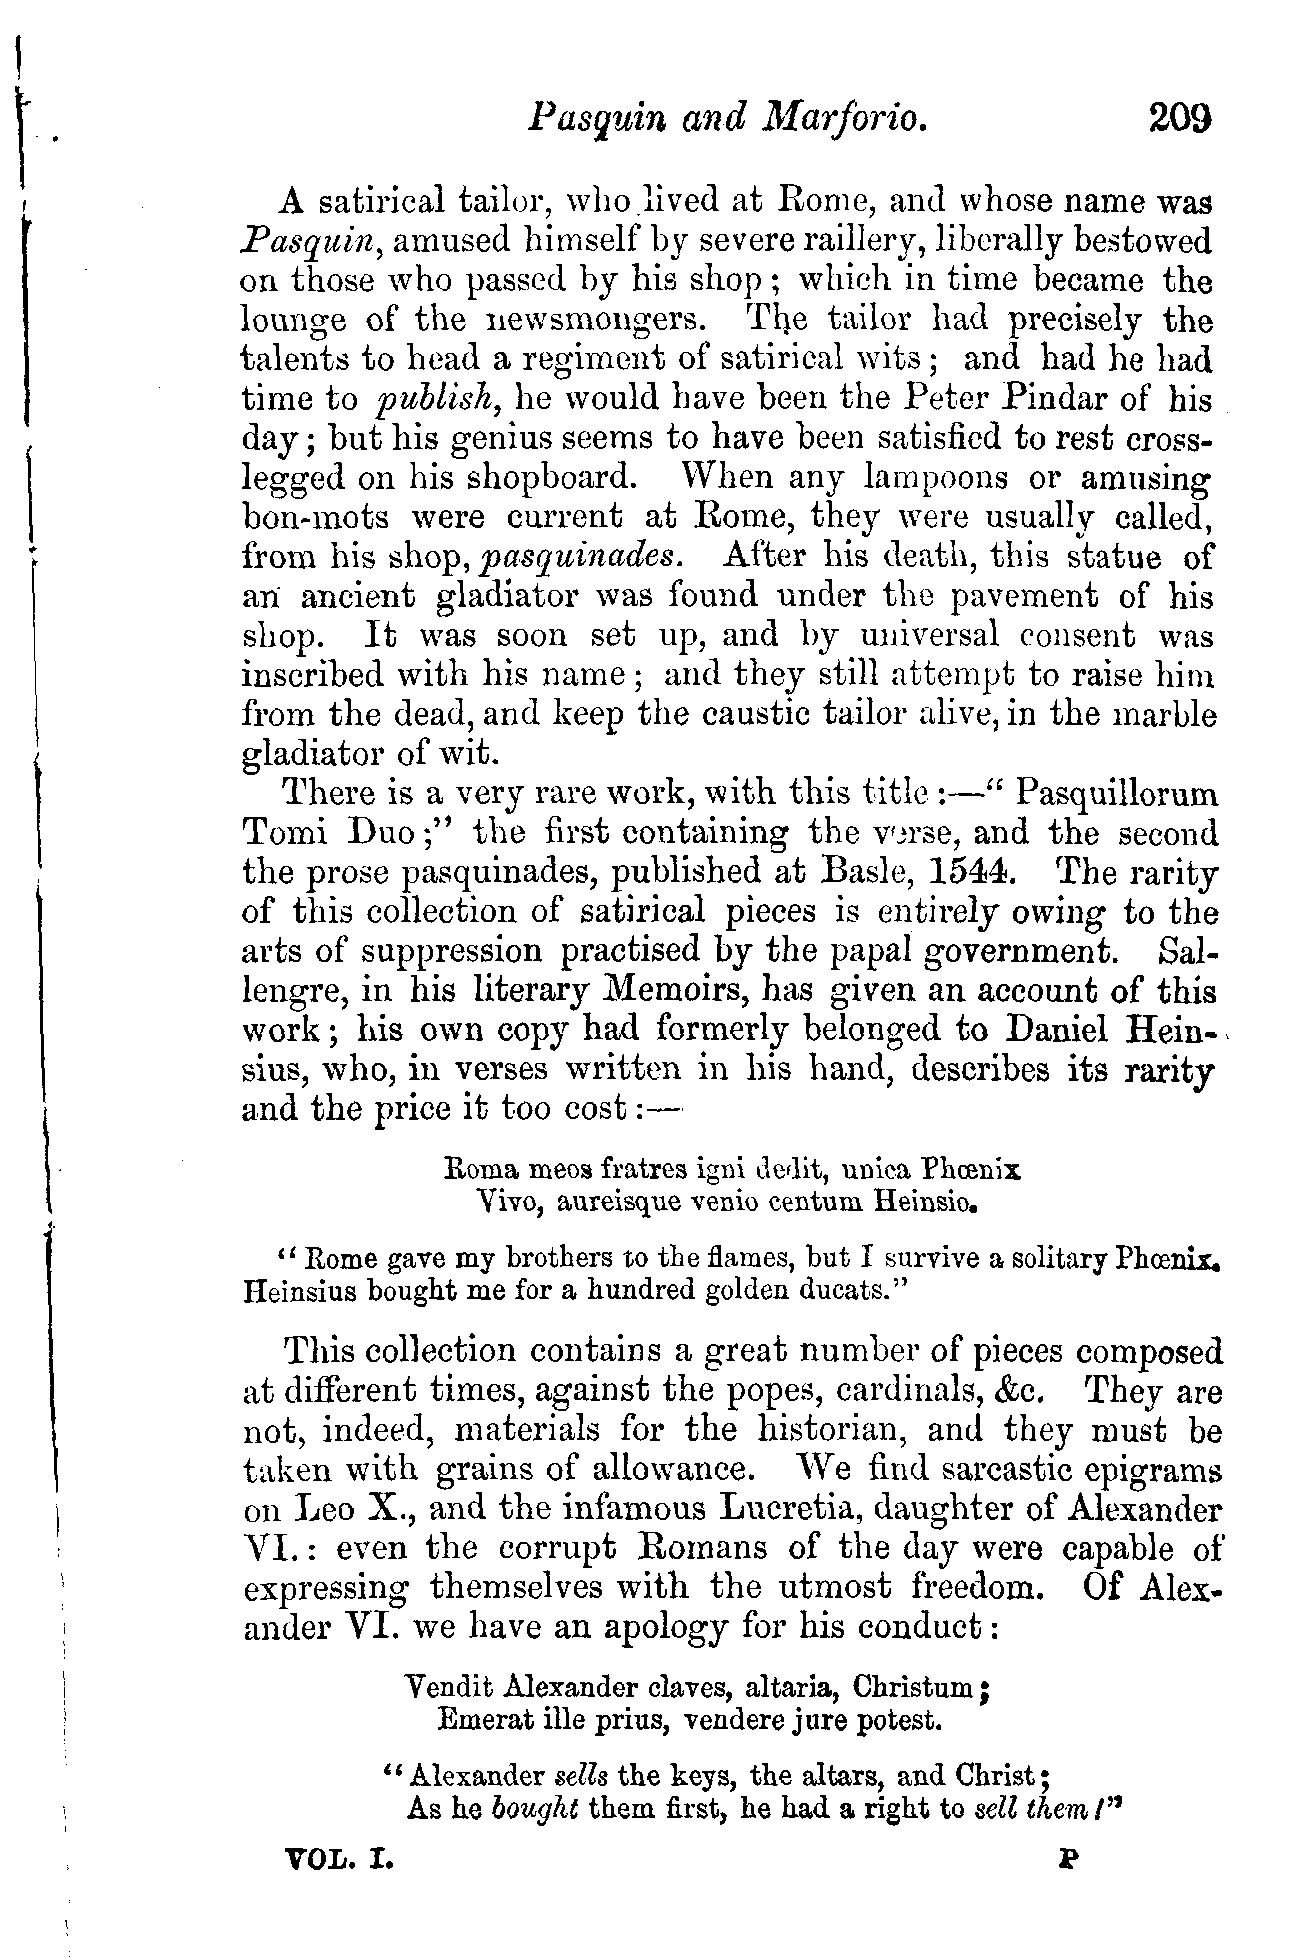 Pasquin and Marforio. 209
A satirical tailor, who lived at Rome, and whose name was
Pasquin, amused himself by severe raillery, liberally bestowed
on those who passed by his shop ; which in time became the
lounge of the newsmongers. The tailor had precisely the
talents to head a regiment of satirical wits ; and had he had
time to publish, he would have been the Peter Pindar of his
day ; but his genius seems to have been satisfied to rest cross-
legged on his shopboard. When any lampoons or amusing
bon-mots were current at Rome, they were usually called,
from his shop, pasquinades. After his death, this statue of
an ancient gladiator was found under the pavement of his
shop. It was soon set up, and by universal consent was
inscribed with his name ; and they still attempt to raise him
from the dead, and keep the caustic tailor alive, in the marble
gladiator of wit.
There is a very rare work, with this title :—" Pasquillorum
Tomi Duo ;" the first containing the verse, and the second
the prose pasquinades, published at Basle, 1544. The rarity
of this collection of satirical pieces is entirely owing to the
arts of suppression practised by the papal government. Sal-
lengre, in his literary Memoirs, has given an account of this
work ; his own copy had formerly belonged to Daniel Hein-
sius, who, in verses written in his hand, describes its rarity
and the price it too cost :—
Roma meos fratres igni dedit, unica Phœnix
Vivo, aureisque venio centum Heinsio.
" Rome gave my brothers to the flames, but I survive a solitary Phœnix.
Heinsius bought me for a hundred golden ducats."
This collection contains a great number of pieces composed
at different times, against the popes, cardinals, &c. They are
not, indeed, materials for the historian, and they must be
taken with grains of allowance. We find sarcastic epigrams
on Leo X., and the infamous Lucretia, daughter of Alexander
VI. : even the corrupt Romans of the day were capable of
expressing themselves with the utmost freedom. Of Alex-
ander VI. we have an apology for his conduct :
Vendit Alexander claves, altaria, Christum ;
Emerat ille prius, vendere jure potest.
" Alexander sells the keys, the altars, and Christ ;
As he bought them first, he had a right to sell them !"
VOL. I. P